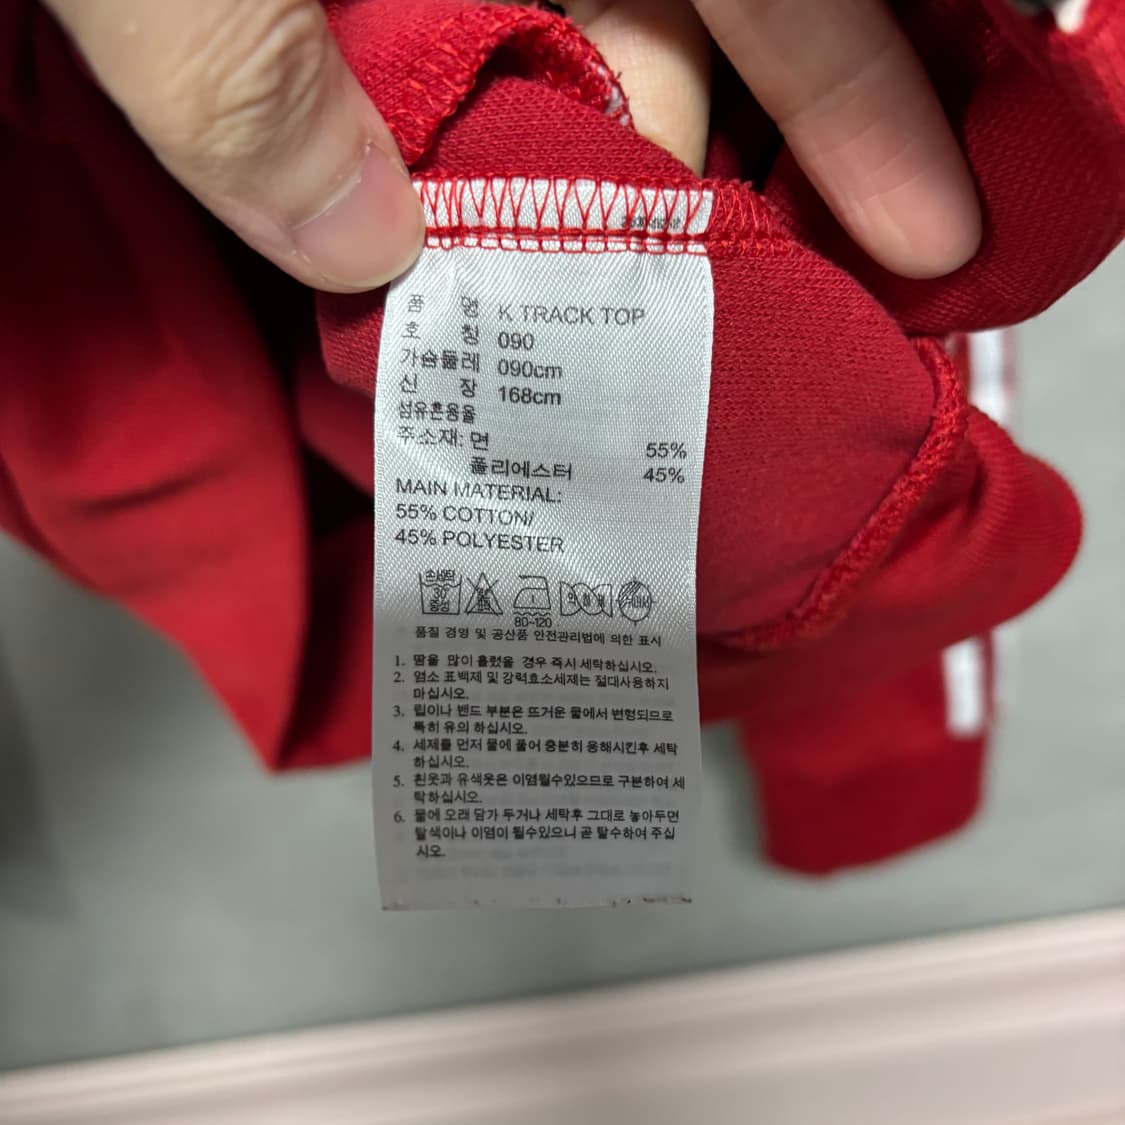 품 명 K TRACK TOP
호 칭 090
가슴둘레 090cm
신 장 168cm
섬유혼용율
주소재: 면 55%
폴리에스터 45%
MAIN MATERIAL:
55% COTTON/
45% POLYESTER
손세탁
30
중성
80~120
품질 경영 및 공산품 안전관리법에 의한 표시
1. 땀을 많이 흘렸을 경우 즉시 세탁하십시오.
2. 염소 표백제 및 강력효소세제는 절대사용하지
마십시오.
3. 립이나 밴드 부분은 뜨거운 물에서 변형되므로
특히 유의 하십시오.
4. 세제를 먼저 물에 풀어 충분히 용해시킨후 세탁
하십시오.
5. 흰옷과 유색옷은 이염될수있으므로 구분하여 세
탁하십시오.
6. 물에 오래 담가 두거나 세탁후 그대로 놓아두면
탈색이나 이염이 될수있으니 곧 탈수하여 주십
시오.